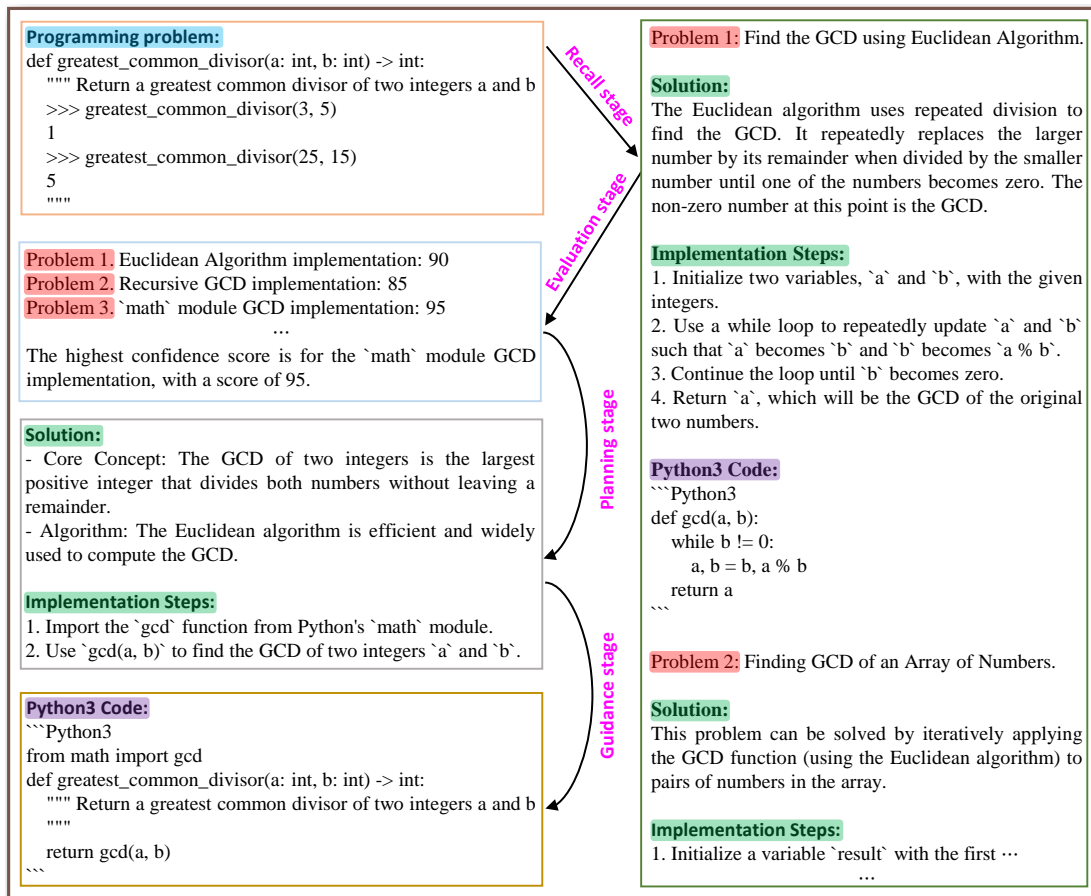 Programming problem:
def greatest_common_divisor(a: int, b: int) -> int:
""" Return a greatest common divisor of two integers a and b
>>> greatest_common_divisor(3, 5)
1
>>> greatest_common_divisor(25, 15)
5
"""
Recall stage
Evaluation stage
Problem 1. Euclidean Algorithm implementation: 90
Problem 2. Recursive GCD implementation: 85
Problem 3. `math` module GCD implementation: 95
...
The highest confidence score is for the `math` module GCD
implementation, with a score of 95.
Planning stage
Solution:
- Core Concept: The GCD of two integers is the largest
positive integer that divides both numbers without leaving a
remainder.
- Algorithm: The Euclidean algorithm is efficient and widely
used to compute the GCD.
Implementation Steps:
1. Import the `gcd` function from Python's `math` module.
2. Use `gcd(a, b)` to find the GCD of two integers `a` and `b`.
Guidance stage
Python3 Code:
```Python3
from math import gcd
def greatest_common_divisor(a: int, b: int) -> int:
""" Return a greatest common divisor of two integers a and b
"""
return gcd(a, b)
```
Problem 1: Find the GCD using Euclidean Algorithm.
Solution:
The Euclidean algorithm uses repeated division to
find the GCD. It repeatedly replaces the larger
number by its remainder when divided by the smaller
number until one of the numbers becomes zero. The
non-zero number at this point is the GCD.
Implementation Steps:
1. Initialize two variables, `a` and `b`, with the given
integers.
2. Use a while loop to repeatedly update `a` and `b`
such that `a` becomes `b` and `b` becomes `a % b`.
3. Continue the loop until `b` becomes zero.
4. Return `a`, which will be the GCD of the original
two numbers.
Python3 Code:
```Python3
def gcd(a, b):
while b != 0:
a, b = b, a % b
return a
```
Problem 2: Finding GCD of an Array of Numbers.
Solution:
This problem can be solved by iteratively applying
the GCD function (using the Euclidean algorithm) to
pairs of numbers in the array.
Implementation Steps:
1. Initialize a variable `result` with the first ···
...